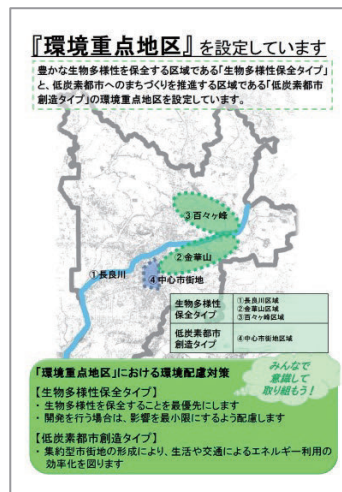 『環境重点地区』を設定しています
豊かな生物多様性を保全する区域である「生物多様性保全タイプ」
と、低炭素都市へのまちづくりを推進する区域である「低炭素都市
創造タイプ」の環境重点地区を設定しています。
③百々ヶ峰
②金華山
①長良川
④中心市街地
生物多様性
保全タイプ
①長良川区域
②金華山区域
③百々ヶ峰区域
低炭素都市
創造タイプ
④中心市街地区域
「環境重点地区」における環境配慮対策
みんなで
意識して
取り組もう!
【生物多様性保全タイプ】
・ 生物多様性を保全することを最優先にします
・ 開発を行う場合は、影響を最小限にするよう配慮します
【低炭素都市創造タイプ】
・ 集約型市街地の形成により、生活や交通によるエネルギー利用の
効率化を図ります